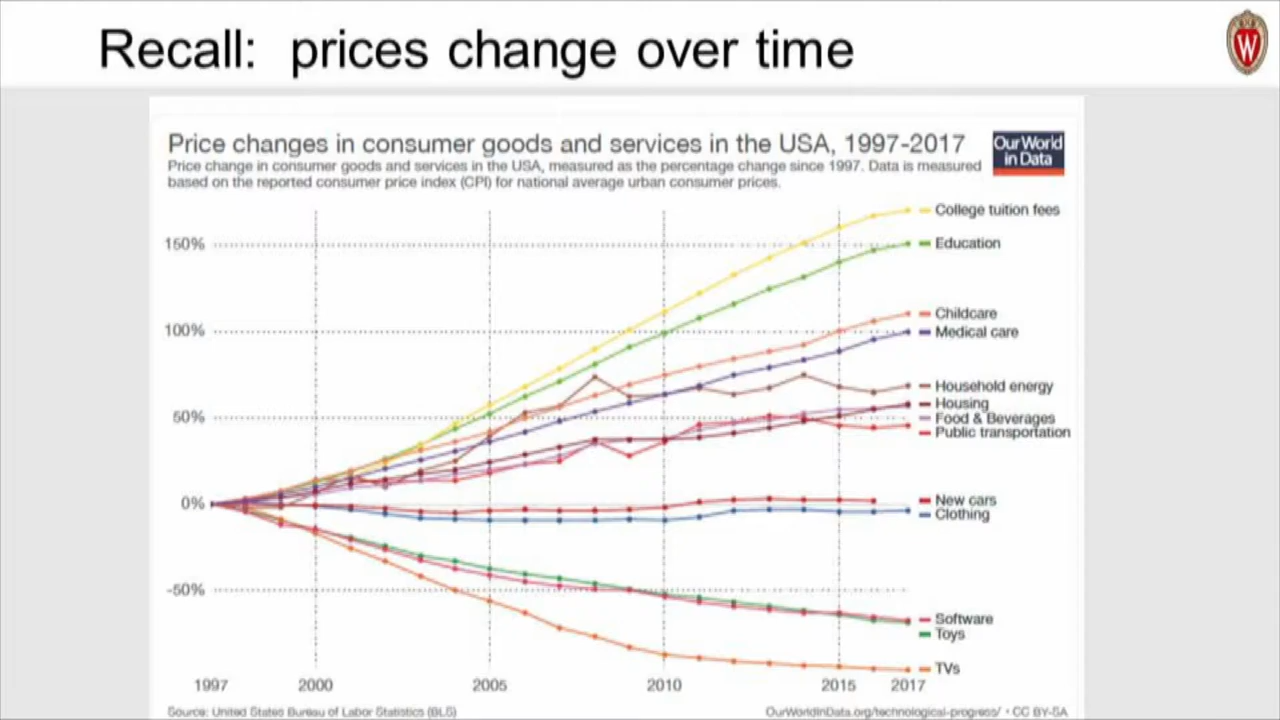 Recall: prices change over time
W
Price changes in consumer goods and services in the USA, 1997-2017
Our World
in Data
Price change in consumer goods and services in the USA, measured as the percentage change since 1997. Data is measured
based on the reported consumer price index (CPI) for national average urban consumer prices.
College tuition fees
150%
Education
Childcare
100%
Medical care
Household energy
Housing
50%
Food & Beverages
Public transportation
0%
New cars
Clothing
-50%
Software
Toys
TVs
1997
2000
2005
2010
2015
2017
Source: United States Bureau of Labor Statistics (BLS)
OurWorldInData.org/technological-progress/ • CC BY-SA